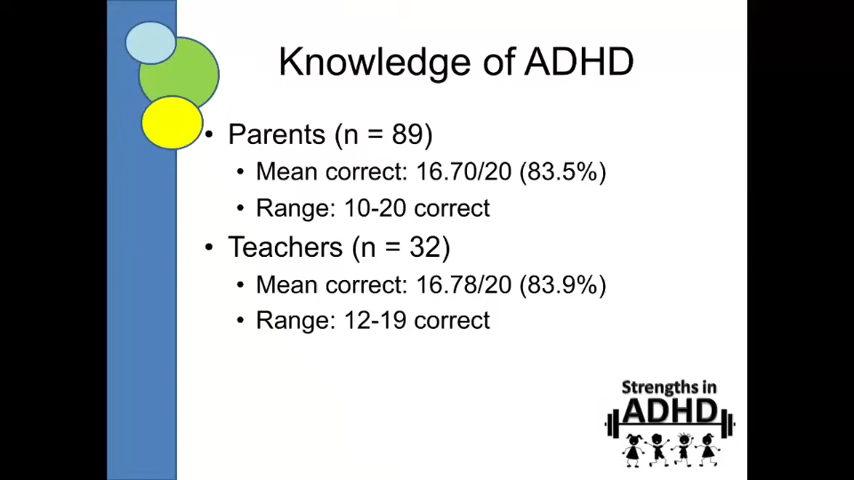 Knowledge of ADHD
• Parents (n = 89)
• Mean correct: 16.70/20 (83.5%)
• Range: 10-20 correct
• Teachers (n = 32)
• Mean correct: 16.78/20 (83.9%)
• Range: 12-19 correct
Strengths in
ADHD